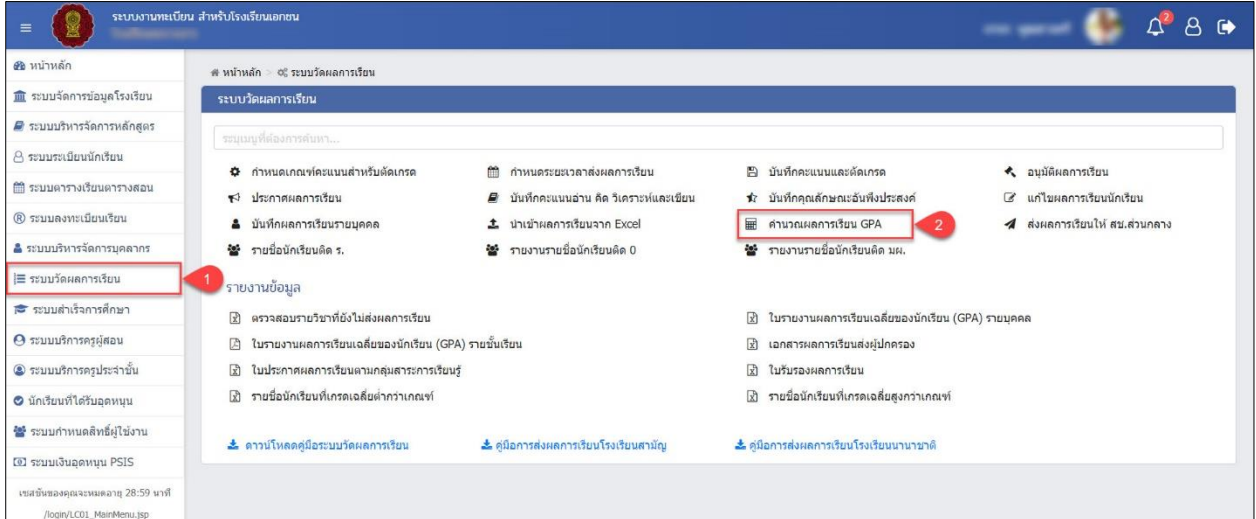 ระบบงานทะเบียน สำหรับโรงเรียนเอกชน
2
หน้าหลัก
ระบบจัดการข้อมูลโรงเรียน
ระบบบริหารจัดการหลักสูตร
ระบบระเบียนนักเรียน
ระบบตารางเรียนตารางสอน
ระบบลงทะเบียนเรียน
ระบบบริหารจัดการบุคลากร
ระบบวัดผลการเรียน
1
ระบบสำเร็จการศึกษา
ระบบบริการครูผู้สอน
ระบบบริการครูประจำชั้น
นักเรียนที่ได้รับอุดหนุน
ระบบกำหนดสิทธิ์ผู้ใช้งาน
ระบบเงินอุดหนุน PSIS
เซสชันของคุณจะหมดอายุ 28:59 นาที
/login/LC01_MainMenu.jsp
หน้าหลัก > ระบบวัดผลการเรียน
ระบบวัดผลการเรียน
ระบุเมนูที่ต้องการค้นหา...
กำหนดเกณฑ์คะแนนสำหรับตัดเกรด กำหนดระยะเวลาส่งผลการเรียน บันทึกคะแนนและตัดเกรด อนุมัติผลการเรียน
ประกาศผลการเรียน บันทึกคะแนนอ่าน คิด วิเคราะห์และเขียน บันทึกคุณลักษณะอันพึงประสงค์ แก้ไขผลการเรียนนักเรียน
บันทึกผลการเรียนรายบุคคล นำเข้าผลการเรียนจาก Excel คำนวณผลการเรียน GPA 2 ส่งผลการเรียนให้ สช.ส่วนกลาง
รายชื่อนักเรียนติด ร. รายงานรายชื่อนักเรียนติด 0 รายงานรายชื่อนักเรียนติด มผ.
รายงานข้อมูล
ตรวจสอบรายวิชาที่ยังไม่ส่งผลการเรียน ใบรายงานผลการเรียนเฉลี่ยของนักเรียน (GPA) รายบุคคล
ใบรายงานผลการเรียนเฉลี่ยของนักเรียน (GPA) รายชั้นเรียน เอกสารผลการเรียนส่งผู้ปกครอง
ใบประกาศผลการเรียนตามกลุ่มสาระการเรียนรู้ ใบรับรองผลการเรียน
รายชื่อนักเรียนที่เกรดเฉลี่ยต่ำกว่าเกณฑ์ รายชื่อนักเรียนที่เกรดเฉลี่ยสูงกว่าเกณฑ์
ดาวน์โหลดคู่มือระบบวัดผลการเรียน คู่มือการส่งผลการเรียนโรงเรียนสามัญ คู่มือการส่งผลการเรียนโรงเรียนนานาชาติ